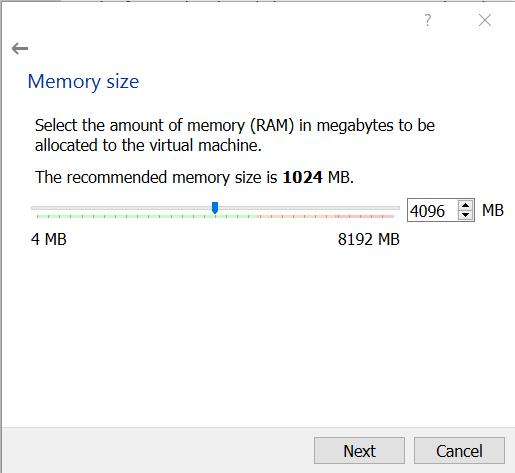 ?
Memory size
Select the amount of memory (RAM) in megabytes to be
allocated to the virtual machine.
The recommended memory size is 1024 MB.
4096 MB
4 MB 8192 MB
Next Cancel